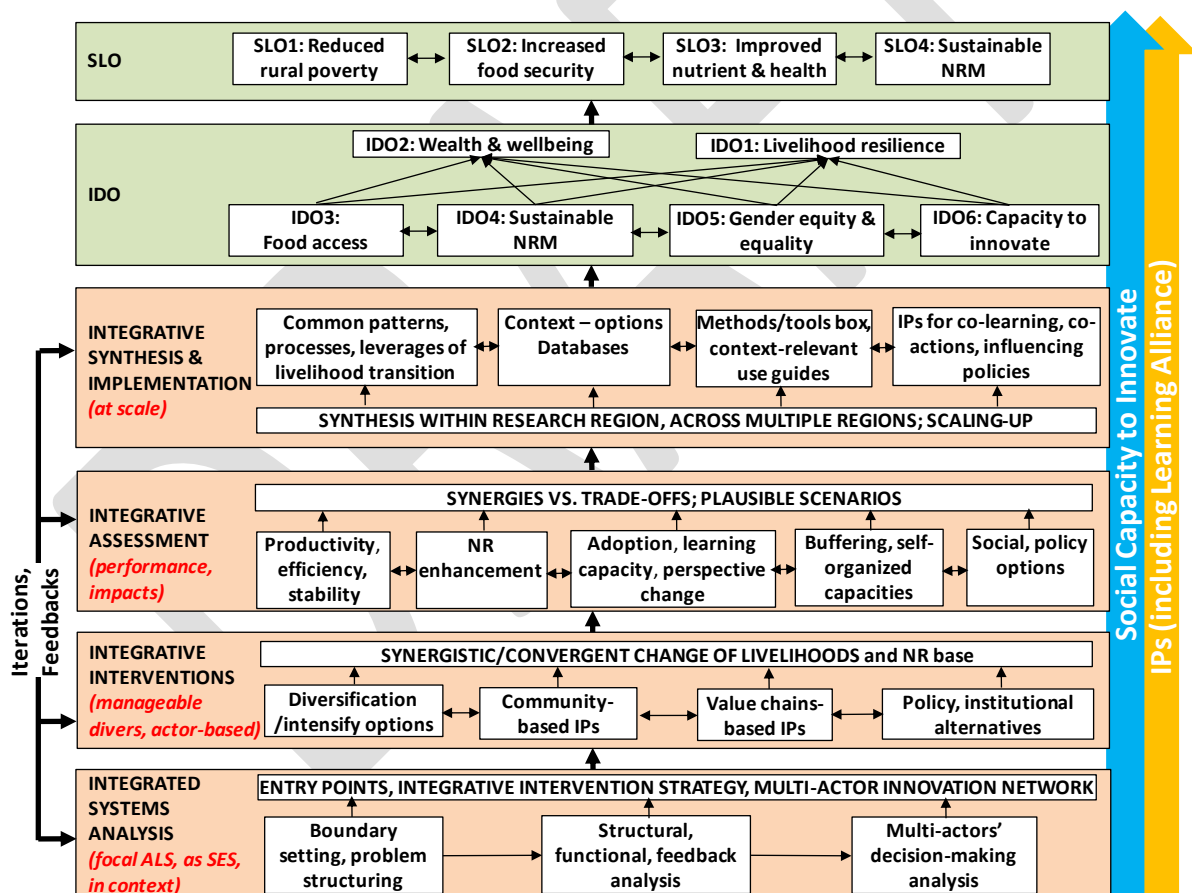 SLO
SLO1: Reduced
rural poverty
SLO2: Increased
food security
SLO3: Improved
nutrient & health
SLO4: Sustainable
NRM
IDO
IDO2: Wealth & wellbeing
IDO1: Livelihood resilience
IDO3:
Food access
IDO4: Sustainable
NRM
IDO5: Gender equity &
equality
IDO6: Capacity to
innovate
INTEGRATIVE
SYNTHESIS &
IMPLEMENTATION
(at scale)
Common patterns,
processes, leverages of
livelihood transition
Context – options
Databases
Methods/tools box,
context-relevant
use guides
IPs for co-learning, co-
actions, influencing
policies
SYNTHESIS WITHIN RESEARCH REGION, ACROSS MULTIPLE REGIONS; SCALING-UP
INTEGRATIVE
ASSESSMENT
(performance,
impacts)
SYNERGIES VS. TRADE-OFFS; PLAUSIBLE SCENARIOS
Productivity,
efficiency,
stability
NR
enhancement
Adoption, learning
capacity, perspective
change
Buffering, self-
organized
capacities
Social, policy
options
INTEGRATIVE
INTERVENTIONS
(manageable
divers, actor-based)
SYNERGISTIC/CONVERGENT CHANGE OF LIVELIHOODS and NR base
Diversification
/intensify options
Community-
based IPs
Value chains-
based IPs
Policy, institutional
alternatives
INTEGRATED
SYSTEMS
ANALYSIS
(focal ALS, as SES,
in context)
ENTRY POINTS, INTEGRATIVE INTERVENTION STRATEGY, MULTI-ACTOR INNOVATION NETWORK
Boundary
setting, problem
structuring
Structural,
functional, feedback
analysis
Multi-actors'
decision-making
analysis
Iterations,
Feedbacks
Social Capacity to Innovate
IPs (including Learning Alliance)